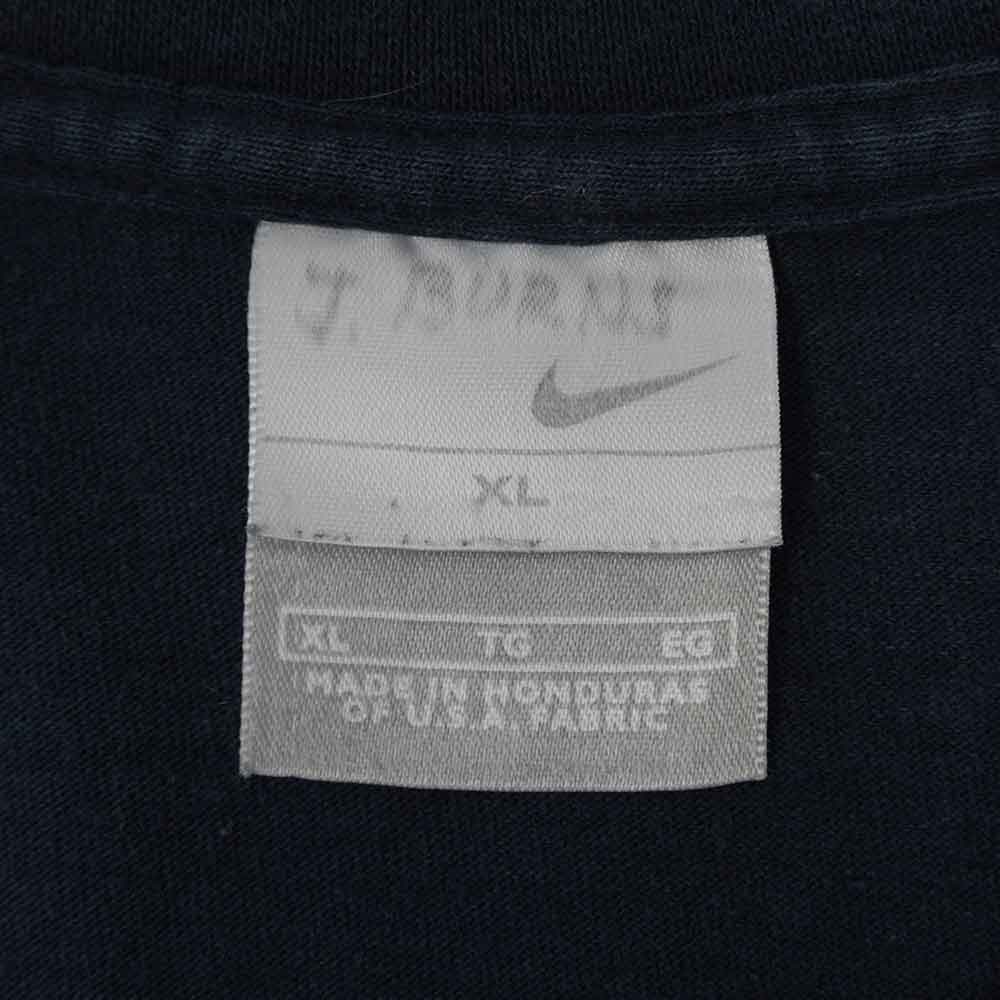 J. BURNS
XL
XL TG EG
MADE IN HONDURAS
OF U.S.A. FABRIC